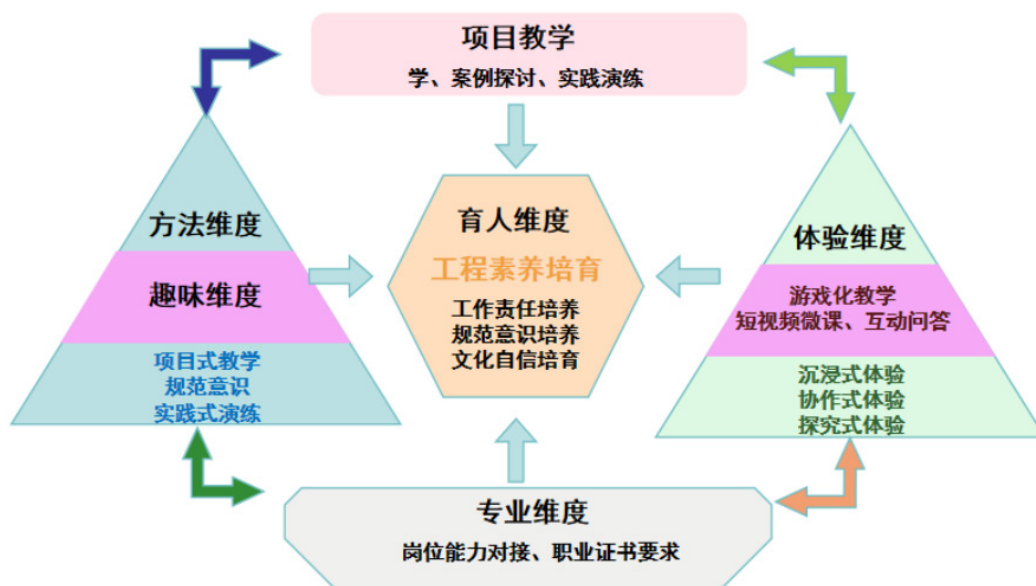 项目教学
学、案例探讨、实践演练
方法维度
趣味维度
项目式教学
规范意识
实践式演练
育人维度
工程素养培育
工作责任培养
规范意识培养
文化自信培育
体验维度
游戏化教学
短视频微课、互动问答
沉浸式体验
协作式体验
探究式体验
专业维度
岗位能力对接、职业证书要求